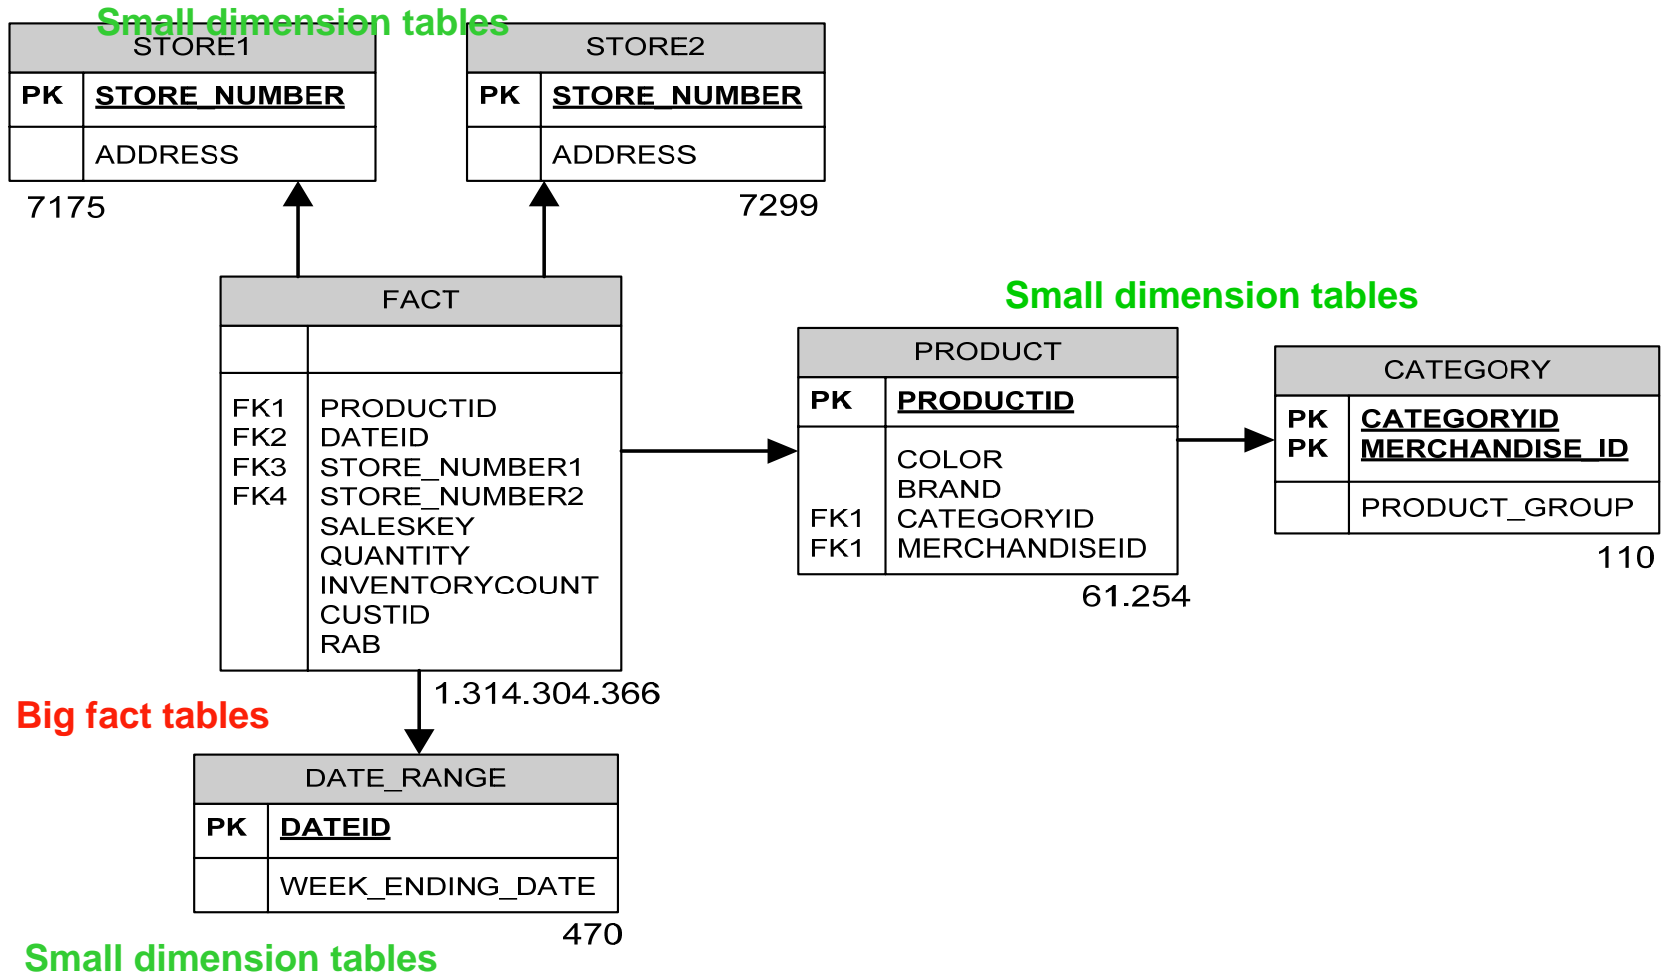 Small dimension tables
STORE1
PK STORE_NUMBER
ADDRESS
7175
STORE2
PK STORE_NUMBER
ADDRESS
7299
FACT
FK1 PRODUCTID
FK2 DATEID
FK3 STORE_NUMBER1
FK4 STORE_NUMBER2
SALESKEY
QUANTITY
INVENTORYCOUNT
CUSTID
RAB
1.314.304.366
Big fact tables
Small dimension tables
PRODUCT
PK PRODUCTID
COLOR
BRAND
FK1 CATEGORYID
FK1 MERCHANDISEID
61.254
CATEGORY
PK CATEGORYID
PK MERCHANDISE_ID
PRODUCT_GROUP
110
DATE_RANGE
PK DATEID
WEEK_ENDING_DATE
470
Small dimension tables